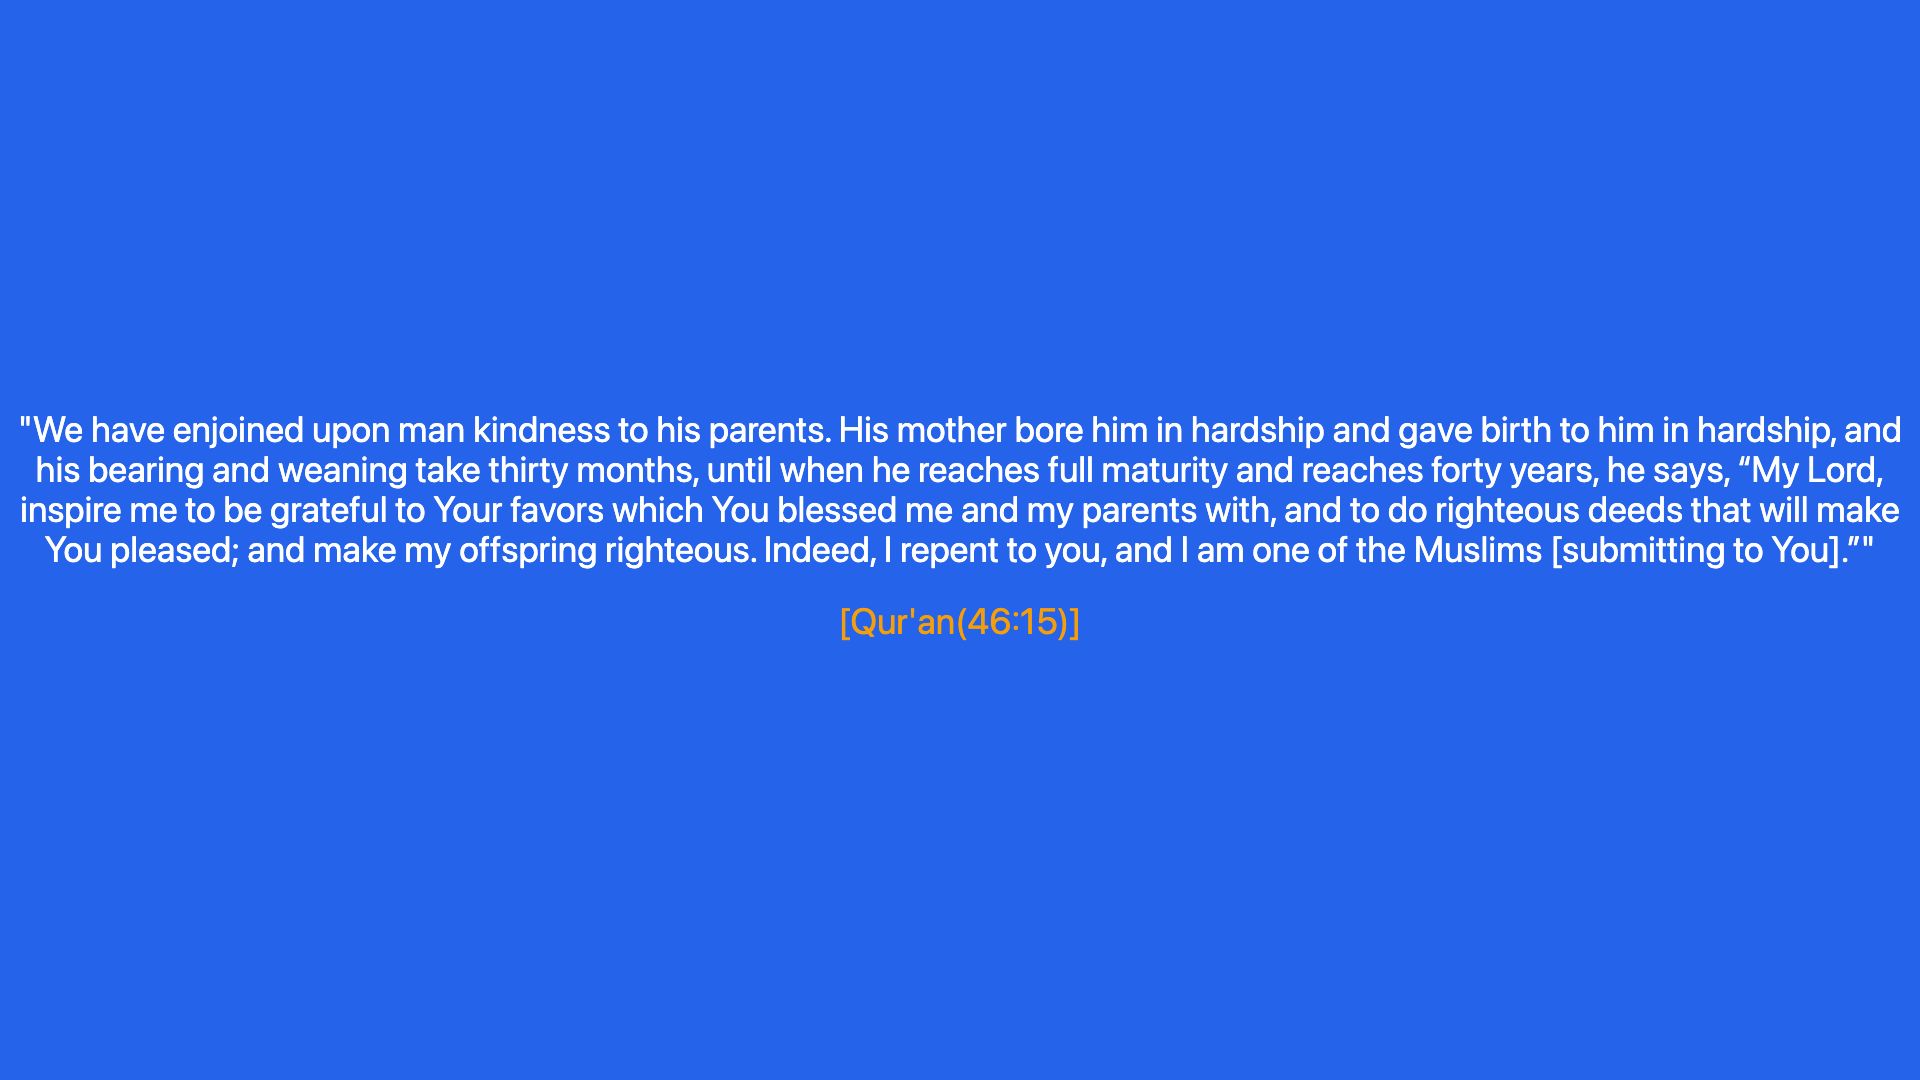 "We have enjoined upon man kindness to his parents. His mother bore him in hardship and gave birth to him in hardship, and
his bearing and weaning take thirty months, until when he reaches full maturity and reaches forty years, he says, “My Lord,
inspire me to be grateful to Your favors which You blessed me and my parents with, and to do righteous deeds that will make
You pleased; and make my offspring righteous. Indeed, I repent to you, and I am one of the Muslims [submitting to You].”"
[Qur'an(46:15)]